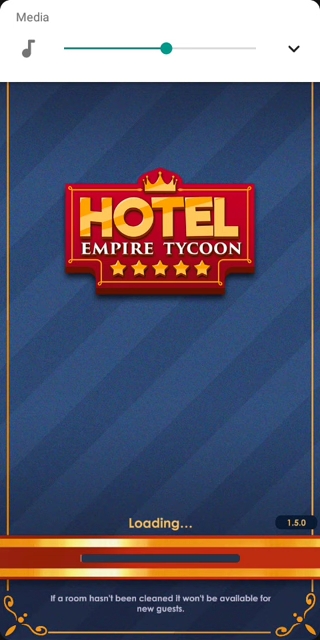 Media
HOTEL
EMPIRE TYCOON
Loading...
1.5.0
If a room hasn't been cleaned it won't be available for
new guests.